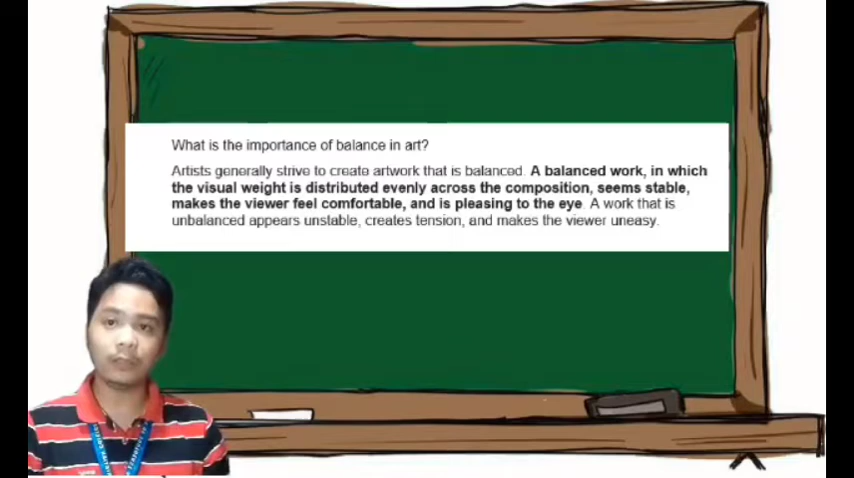 What is the importance of balance in art?
Artists generally strive to create artwork that is balanced. A balanced work, in which
the visual weight is distributed evenly across the composition, seems stable,
makes the viewer feel comfortable, and is pleasing to the eye. A work that is
unbalanced appears unstable, creates tension, and makes the viewer uneasy.